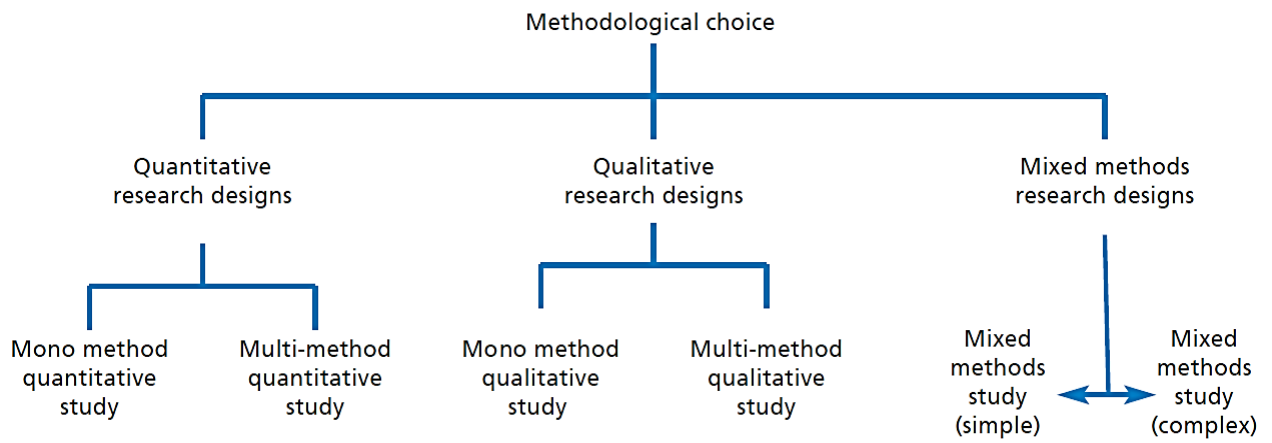 Methodological choice
Quantitative
research designs
Qualitative
research designs
Mixed methods
research designs
Mono method
quantitative
study
Multi-method
quantitative
study
Mono method
qualitative
study
Multi-method
qualitative
study
Mixed
methods
study
(simple)
Mixed
methods
study
(complex)